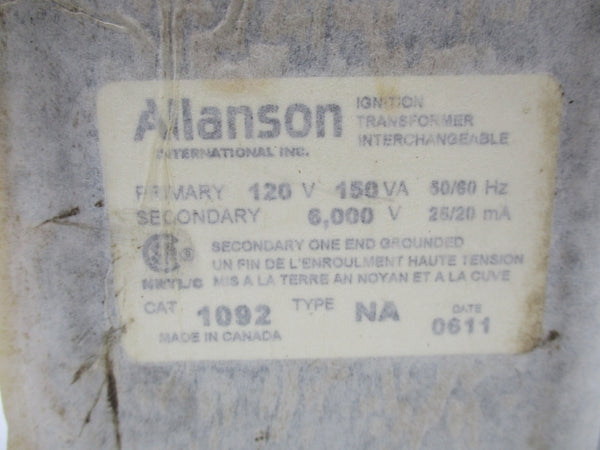 Allanson
INTERNATIONAL INC.
IGNITION
TRANSFORMER
INTERCHANGEABLE
PRIMARY 120 V 150 VA 50/60 Hz
SECONDARY 6,000 V 25/20 mA
SECONDARY ONE END GROUNDED
UN FIN DE L'ENROULMENT HAUTE TENSION
NRTL/C MIS A LA TERRE AN NOYAN ET A LA CUVE
CAT 1092 TYPE NA DATE 0611
MADE IN CANADA